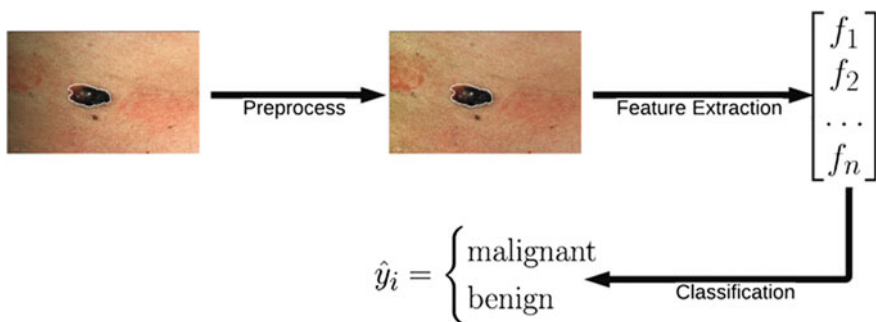 Preprocess
Feature Extraction
f₁
f₂
...
fₙ
Classification
ŷᵢ = { malignant
benign